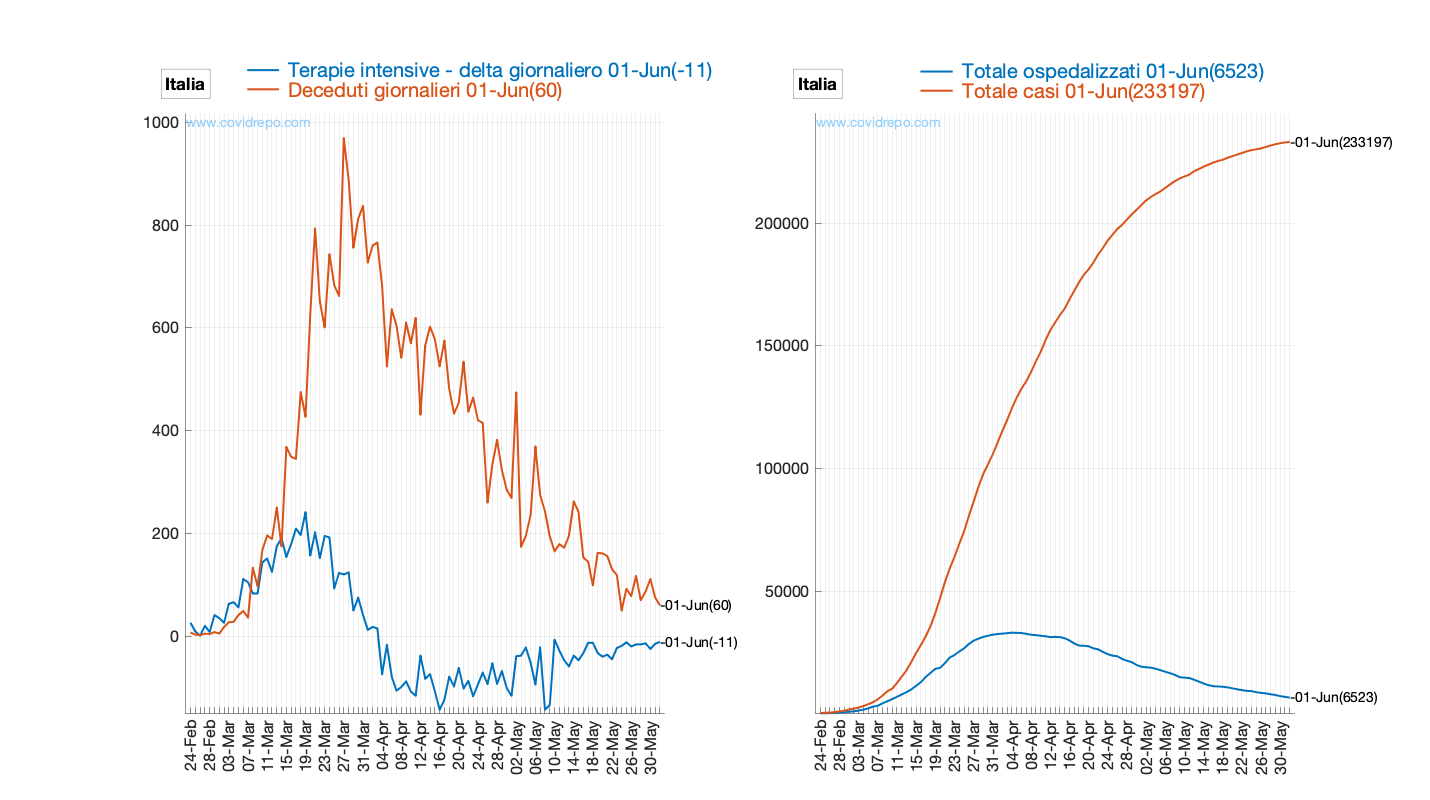 Italia
Terapie intensive - delta giornaliero 01-Jun(-11)
Deceduti giornalieri 01-Jun(60)
www.covidrepo.com
1000
800
600
400
200
0
01-Jun(60)
01-Jun(-11)
24-Feb
28-Feb
03-Mar
07-Mar
11-Mar
15-Mar
19-Mar
23-Mar
27-Mar
31-Mar
04-Apr
08-Apr
12-Apr
16-Apr
20-Apr
24-Apr
28-Apr
02-May
06-May
10-May
14-May
18-May
22-May
26-May
30-May
Italia
Totale ospedalizzati 01-Jun(6523)
Totale casi 01-Jun(233197)
www.covidrepo.com
200000
150000
100000
50000
01-Jun(233197)
01-Jun(6523)
24-Feb
28-Feb
03-Mar
07-Mar
11-Mar
15-Mar
19-Mar
23-Mar
27-Mar
31-Mar
04-Apr
08-Apr
12-Apr
16-Apr
20-Apr
24-Apr
28-Apr
02-May
06-May
10-May
14-May
18-May
22-May
26-May
30-May